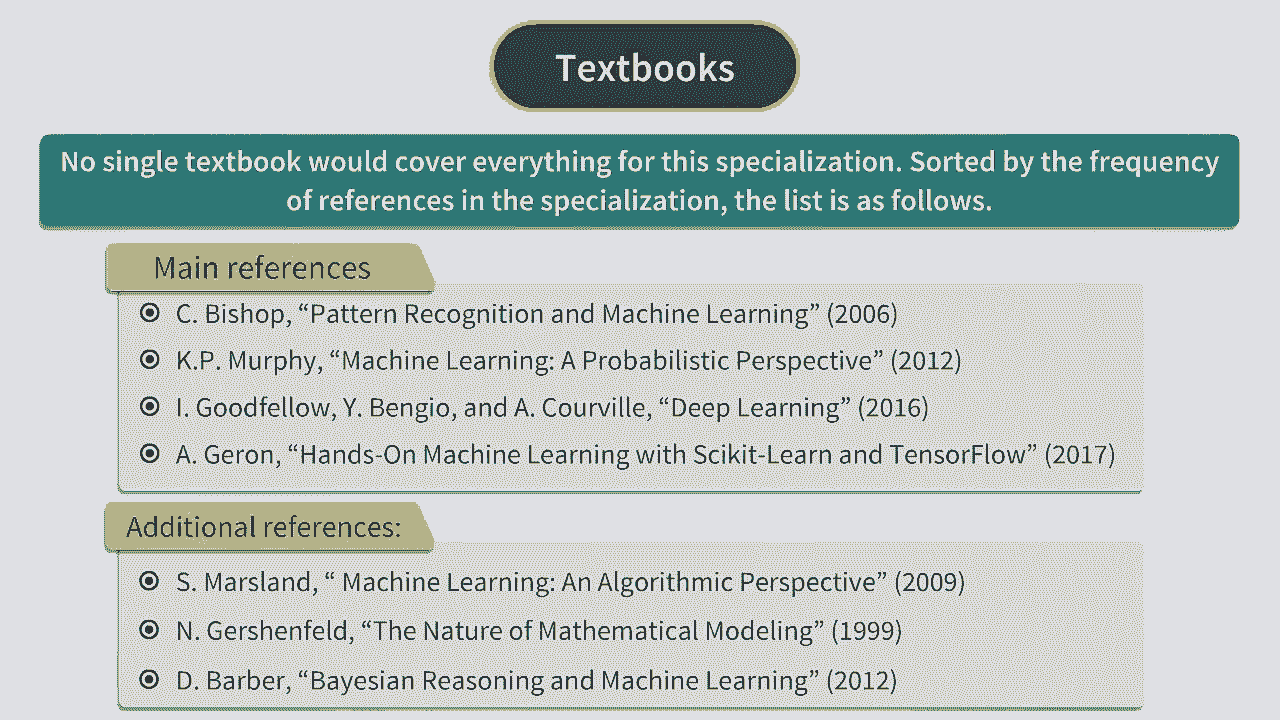 Textbooks
No single textbook would cover everything for this specialization. Sorted by the frequency
of references in the specialization, the list is as follows.
Main references
C. Bishop, “Pattern Recognition and Machine Learning” (2006)
K.P. Murphy, “Machine Learning: A Probabilistic Perspective” (2012)
I. Goodfellow, Y. Bengio, and A. Courville, “Deep Learning” (2016)
A. Geron, “Hands-On Machine Learning with Scikit-Learn and TensorFlow” (2017)
Additional references:
S. Marsland, “ Machine Learning: An Algorithmic Perspective” (2009)
N. Gershenfeld, “The Nature of Mathematical Modeling” (1999)
D. Barber, “Bayesian Reasoning and Machine Learning” (2012)